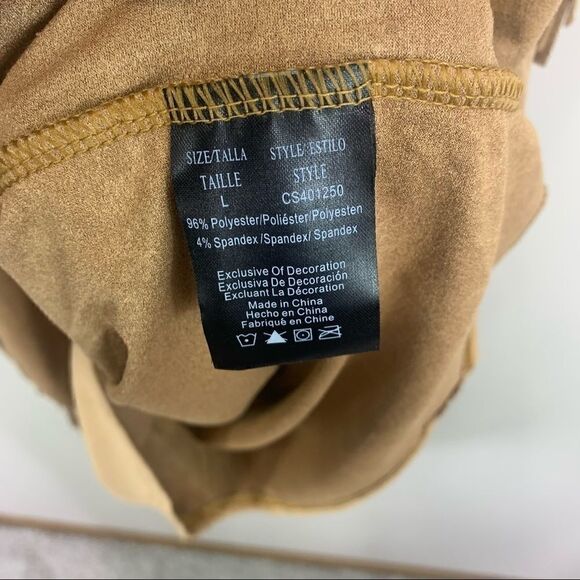 SIZE/TALLA STYLE/ESTILO
TAILLE STYLE
L CS401250
96% Polyester/Poliéster/Polyesten
4% Spandex/Spandex/Spandex
Exclusive Of Decoration
Exclusiva De Decoración
Excluant La Décoration
Made in China
Hecho en China
Fabriqué en Chine